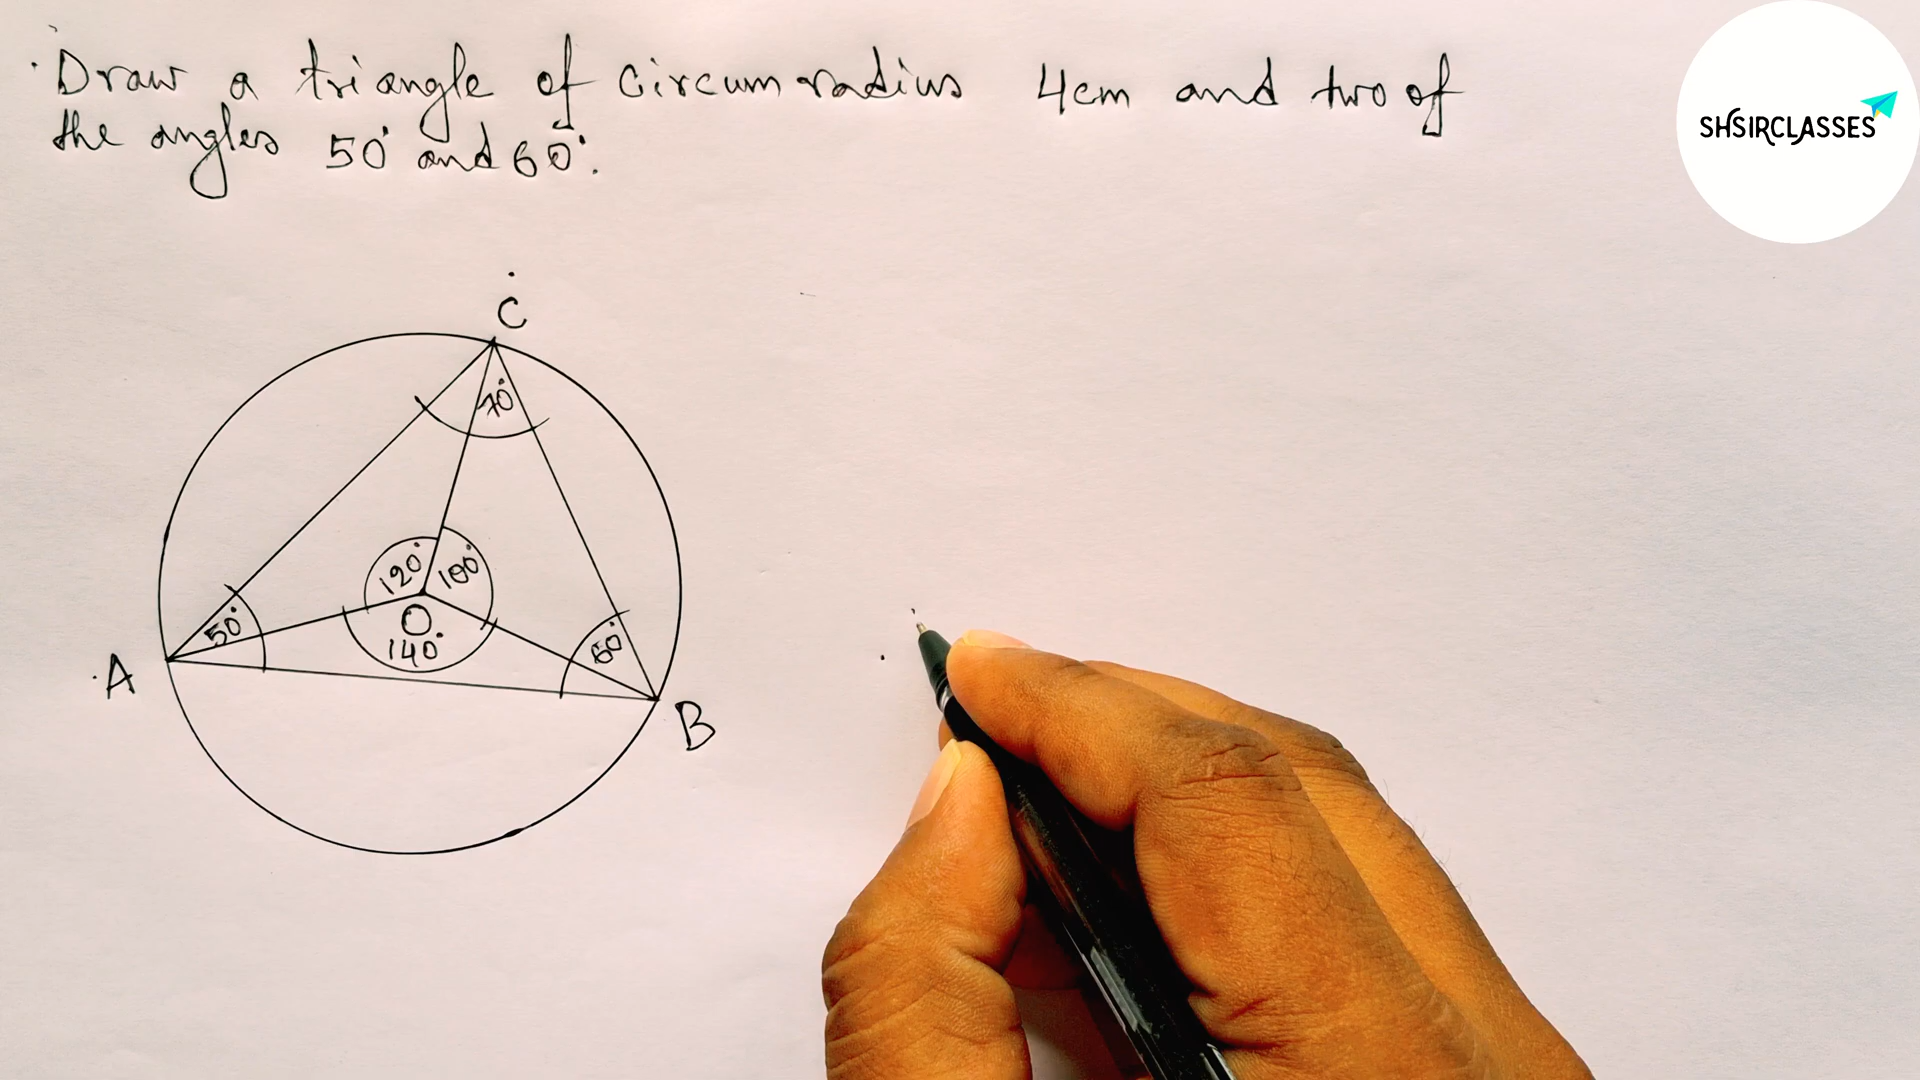 Draw a triangle of circumradius 4cm and two of
the angles 50° and 60°.
SHSIRCLASSES
C
70°
120°
100°
50°
O
60°
140°
A
B